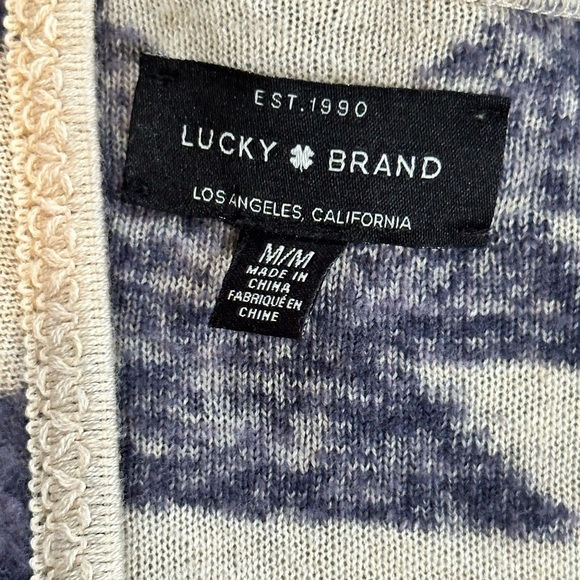 EST.1990
LUCKY BRAND
LOS ANGELES, CALIFORNIA
M/M
MADE IN
CHINA
FABRIQUÉ EN
CHINE